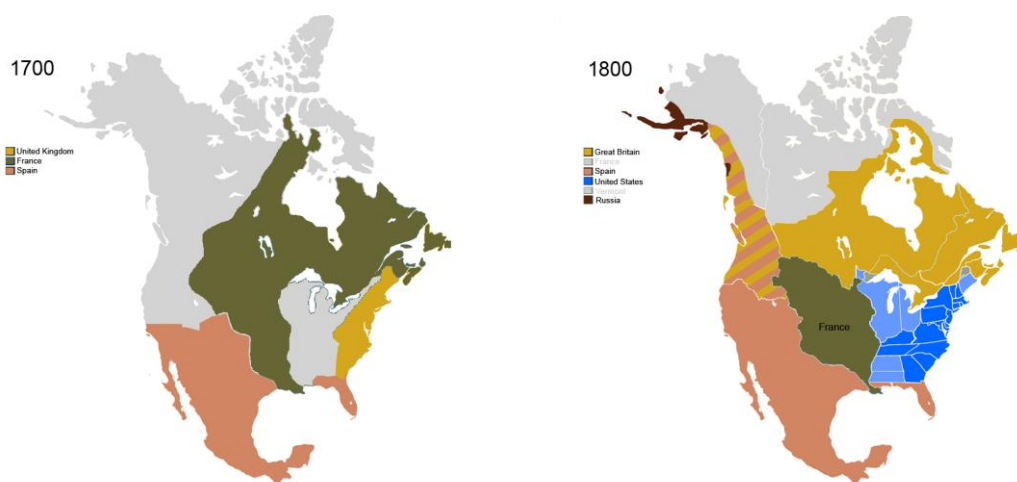 1700
United Kingdom
France
Spain
1800
Great Britain
France
Spain
United States
Vermont
Russia
France